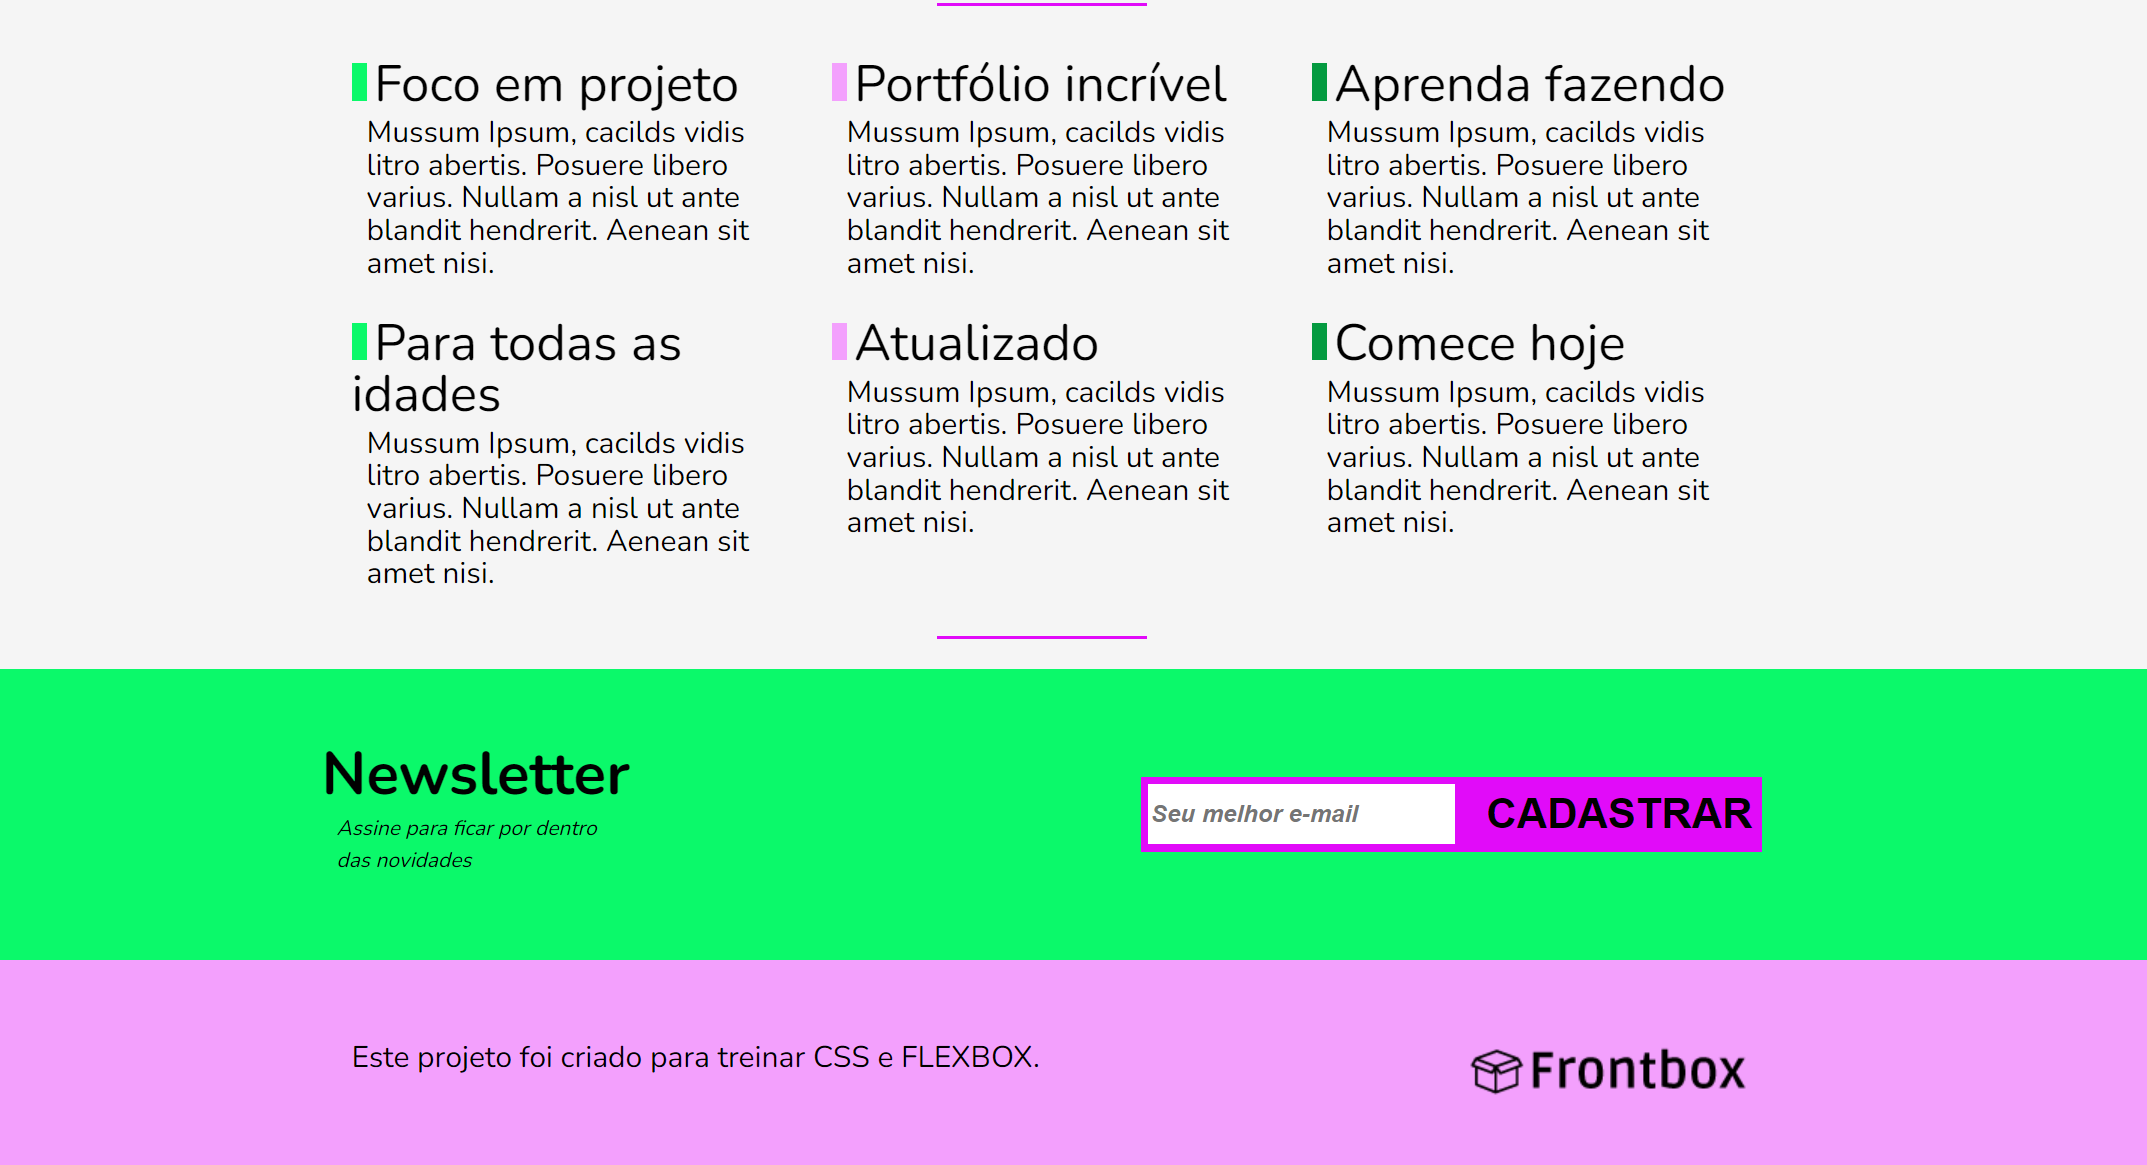 Foco em projeto
Mussum Ipsum, cacilds vidis
litro abertis. Posuere libero
varius. Nullam a nisl ut ante
blandit hendrerit. Aenean sit
amet nisi.
Portfólio incrível
Mussum Ipsum, cacilds vidis
litro abertis. Posuere libero
varius. Nullam a nisl ut ante
blandit hendrerit. Aenean sit
amet nisi.
Aprenda fazendo
Mussum Ipsum, cacilds vidis
litro abertis. Posuere libero
varius. Nullam a nisl ut ante
blandit hendrerit. Aenean sit
amet nisi.
Para todas as
idades
Mussum Ipsum, cacilds vidis
litro abertis. Posuere libero
varius. Nullam a nisl ut ante
blandit hendrerit. Aenean sit
amet nisi.
Atualizado
Mussum Ipsum, cacilds vidis
litro abertis. Posuere libero
varius. Nullam a nisl ut ante
blandit hendrerit. Aenean sit
amet nisi.
Comece hoje
Mussum Ipsum, cacilds vidis
litro abertis. Posuere libero
varius. Nullam a nisl ut ante
blandit hendrerit. Aenean sit
amet nisi.
Newsletter
Assine para ficar por dentro
das novidades
Seu melhor e-mail
CADASTRAR
Este projeto foi criado para treinar CSS e FLEXBOX.
Frontbox